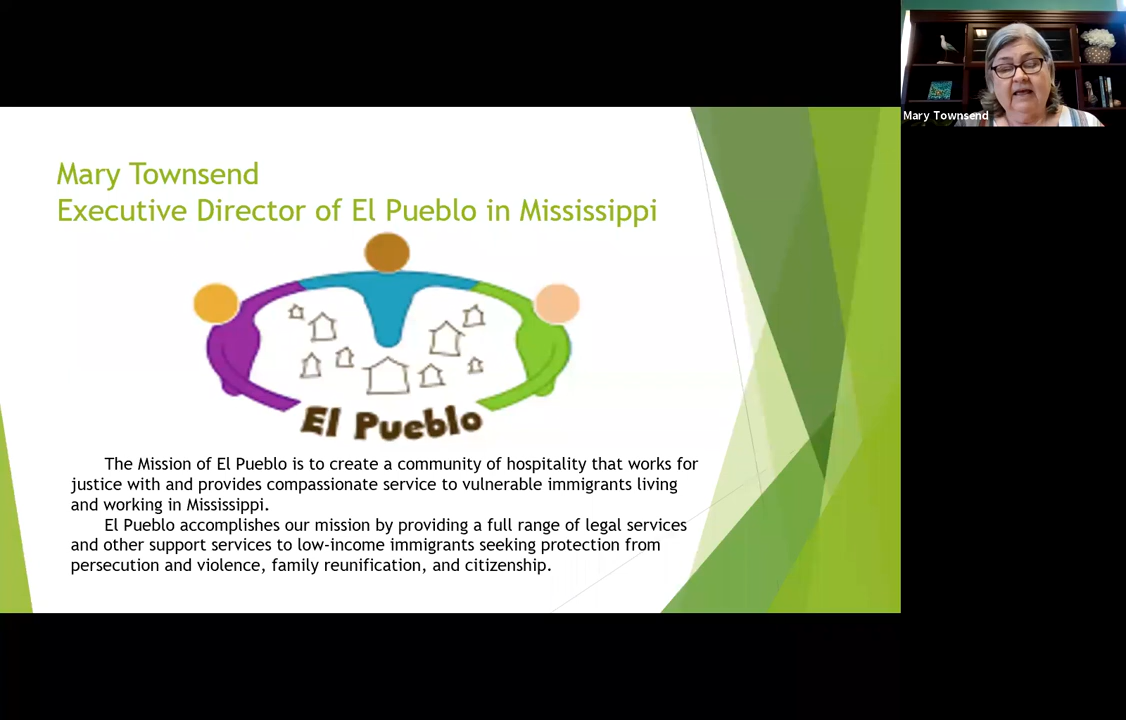 Mary Townsend
Mary Townsend
Executive Director of El Pueblo in Mississippi
El Pueblo
The Mission of El Pueblo is to create a community of hospitality that works for
justice with and provides compassionate service to vulnerable immigrants living
and working in Mississippi.
El Pueblo accomplishes our mission by providing a full range of legal services
and other support services to low-income immigrants seeking protection from
persecution and violence, family reunification, and citizenship.